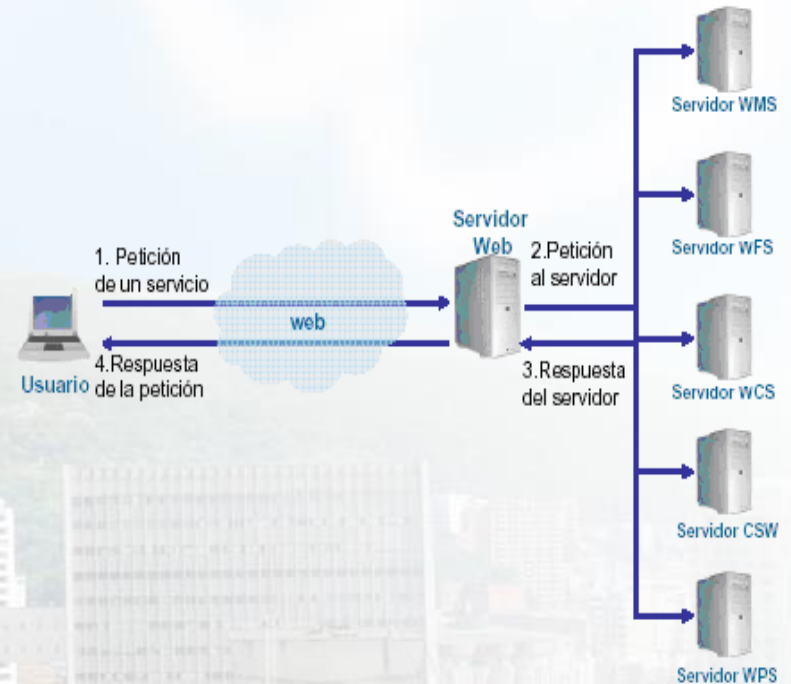 Servidor WMS
Servidor WFS
Servidor
Web
1. Petición
de un servicio
2.Petición
al servidor
web
Usuario
4.Respuesta
de la petición
3.Respuesta
del servidor
Servidor WCS
Servidor CSW
Servidor WPS